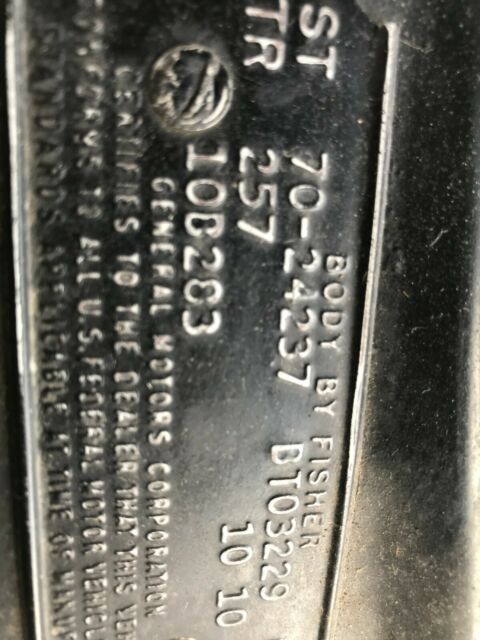 BODY BY FISHER
ST 70-24237 BT03229
TR 257 10 10
10B283
GENERAL MOTORS CORPORATION
CERTIFIES TO THE DEALER THAT THIS
TO ALL U.S. FEDERAL MOTOR
STANDARDS APPLICABLE AT TIME OF